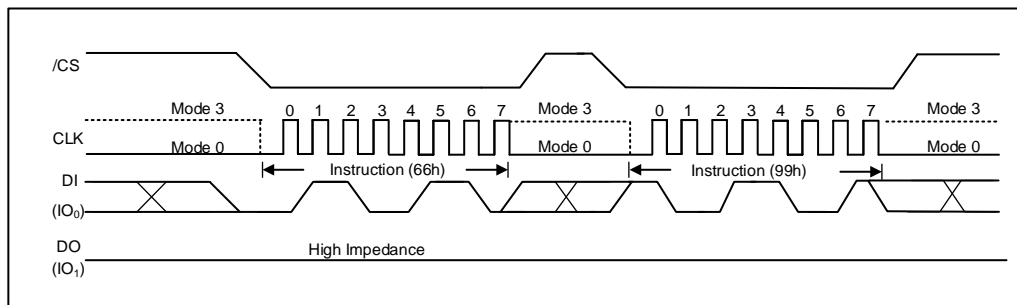 /CS
Mode 3 0 1 2 3 4 5 6 7 Mode 3 0 1 2 3 4 5 6 7 Mode 3
CLK Mode 0 Mode 0 Mode 0
Instruction (66h) Instruction (99h)
DI
(IO₀)
DO High Impedance
(IO₁)